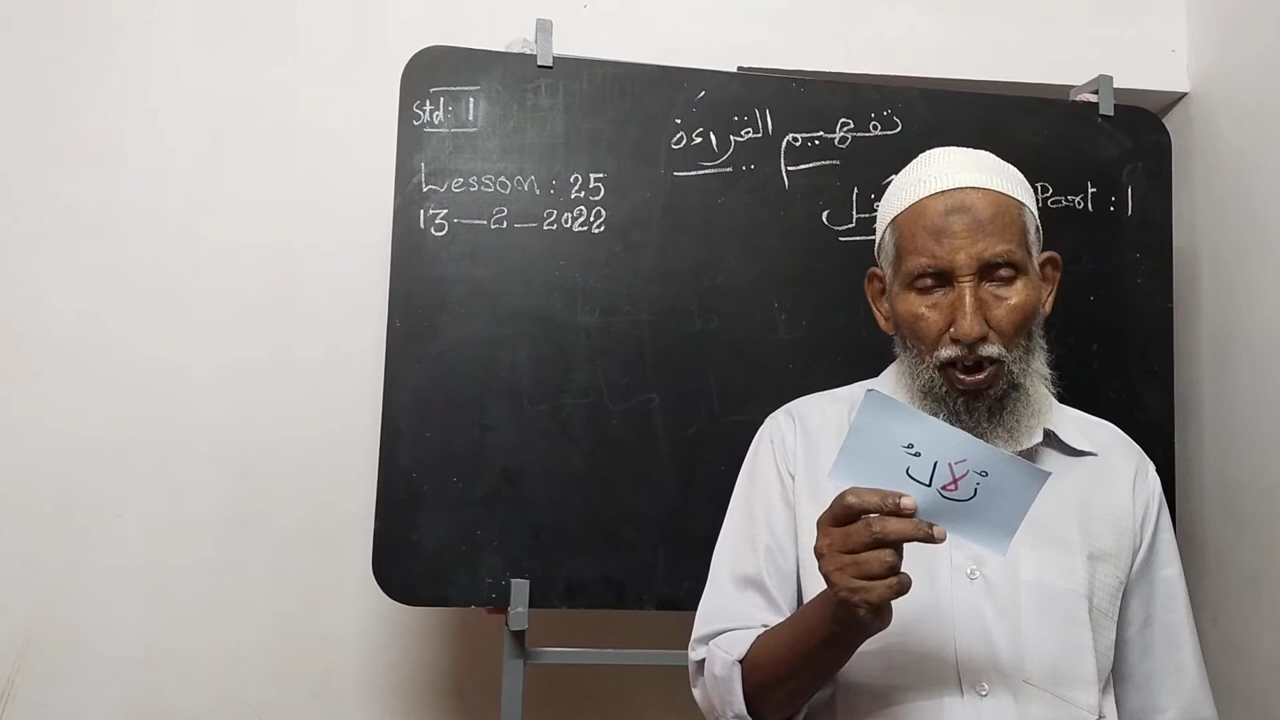 Std: 1
تفهيم القراءة
Lesson: 25
Part: 1
13-2-2022
زُلَالٌ